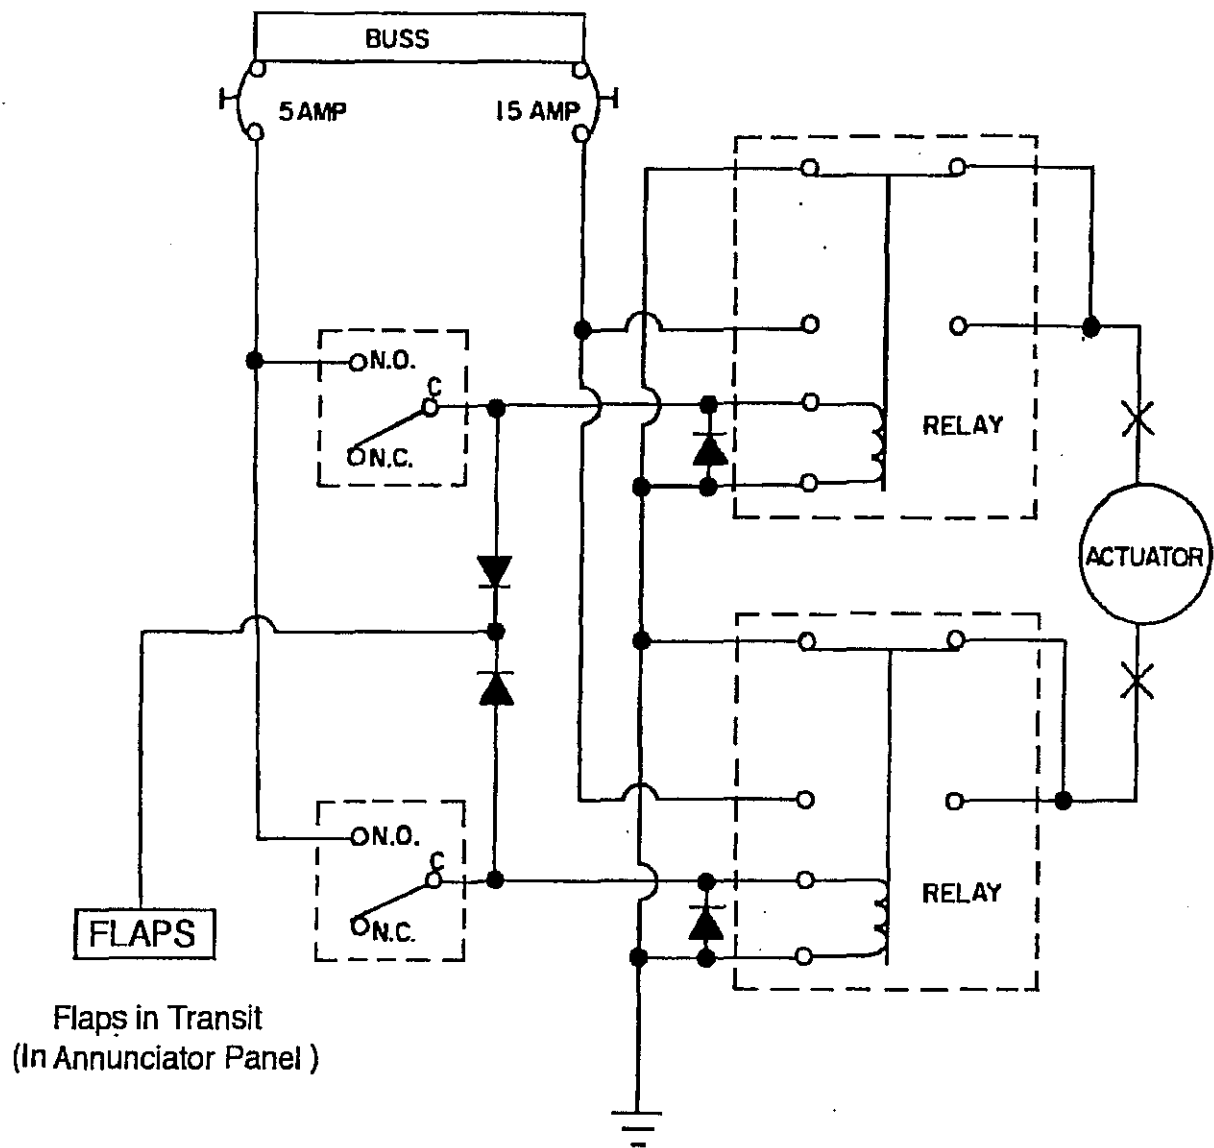 BUSS
5 AMP
15 AMP
N.O.
C
N.C.
RELAY
ACTUATOR
N.O.
C
N.C.
RELAY
FLAPS
Flaps in Transit
(In Annunciator Panel)